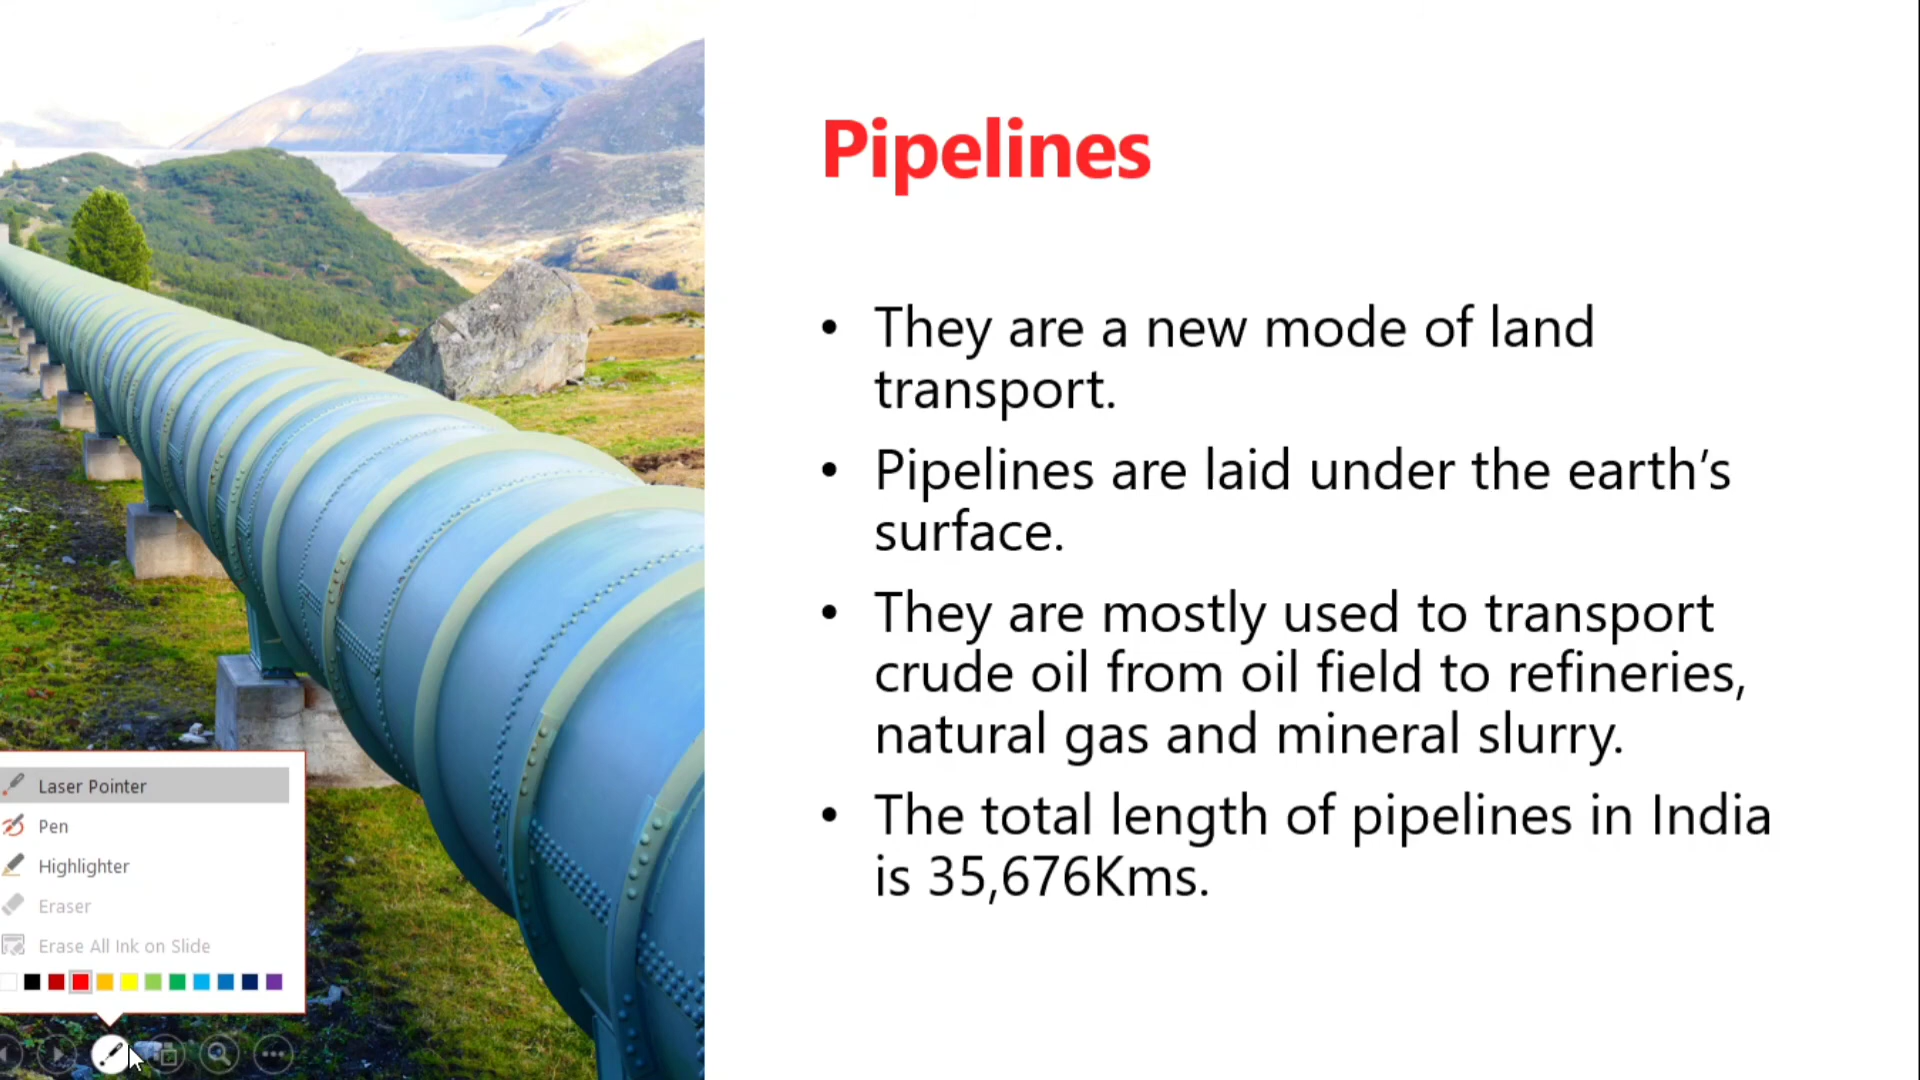 Pipelines
• They are a new mode of land
transport.
• Pipelines are laid under the earth’s
surface.
• They are mostly used to transport
crude oil from oil field to refineries,
natural gas and mineral slurry.
• The total length of pipelines in India
is 35,676Kms.
Laser Pointer
Pen
Highlighter
Eraser
Erase All Ink on Slide